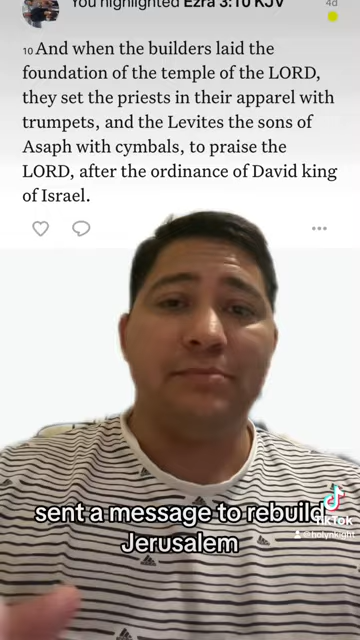 You highlighted Ezra 3:10 KJV
4d
10 And when the builders laid the
foundation of the temple of the LORD,
they set the priests in their apparel with
trumpets, and the Levites the sons of
Asaph with cymbals, to praise the
LORD, after the ordinance of David king
of Israel.
sent a message to rebuild
Jerusalem
TikTok
@holynkight